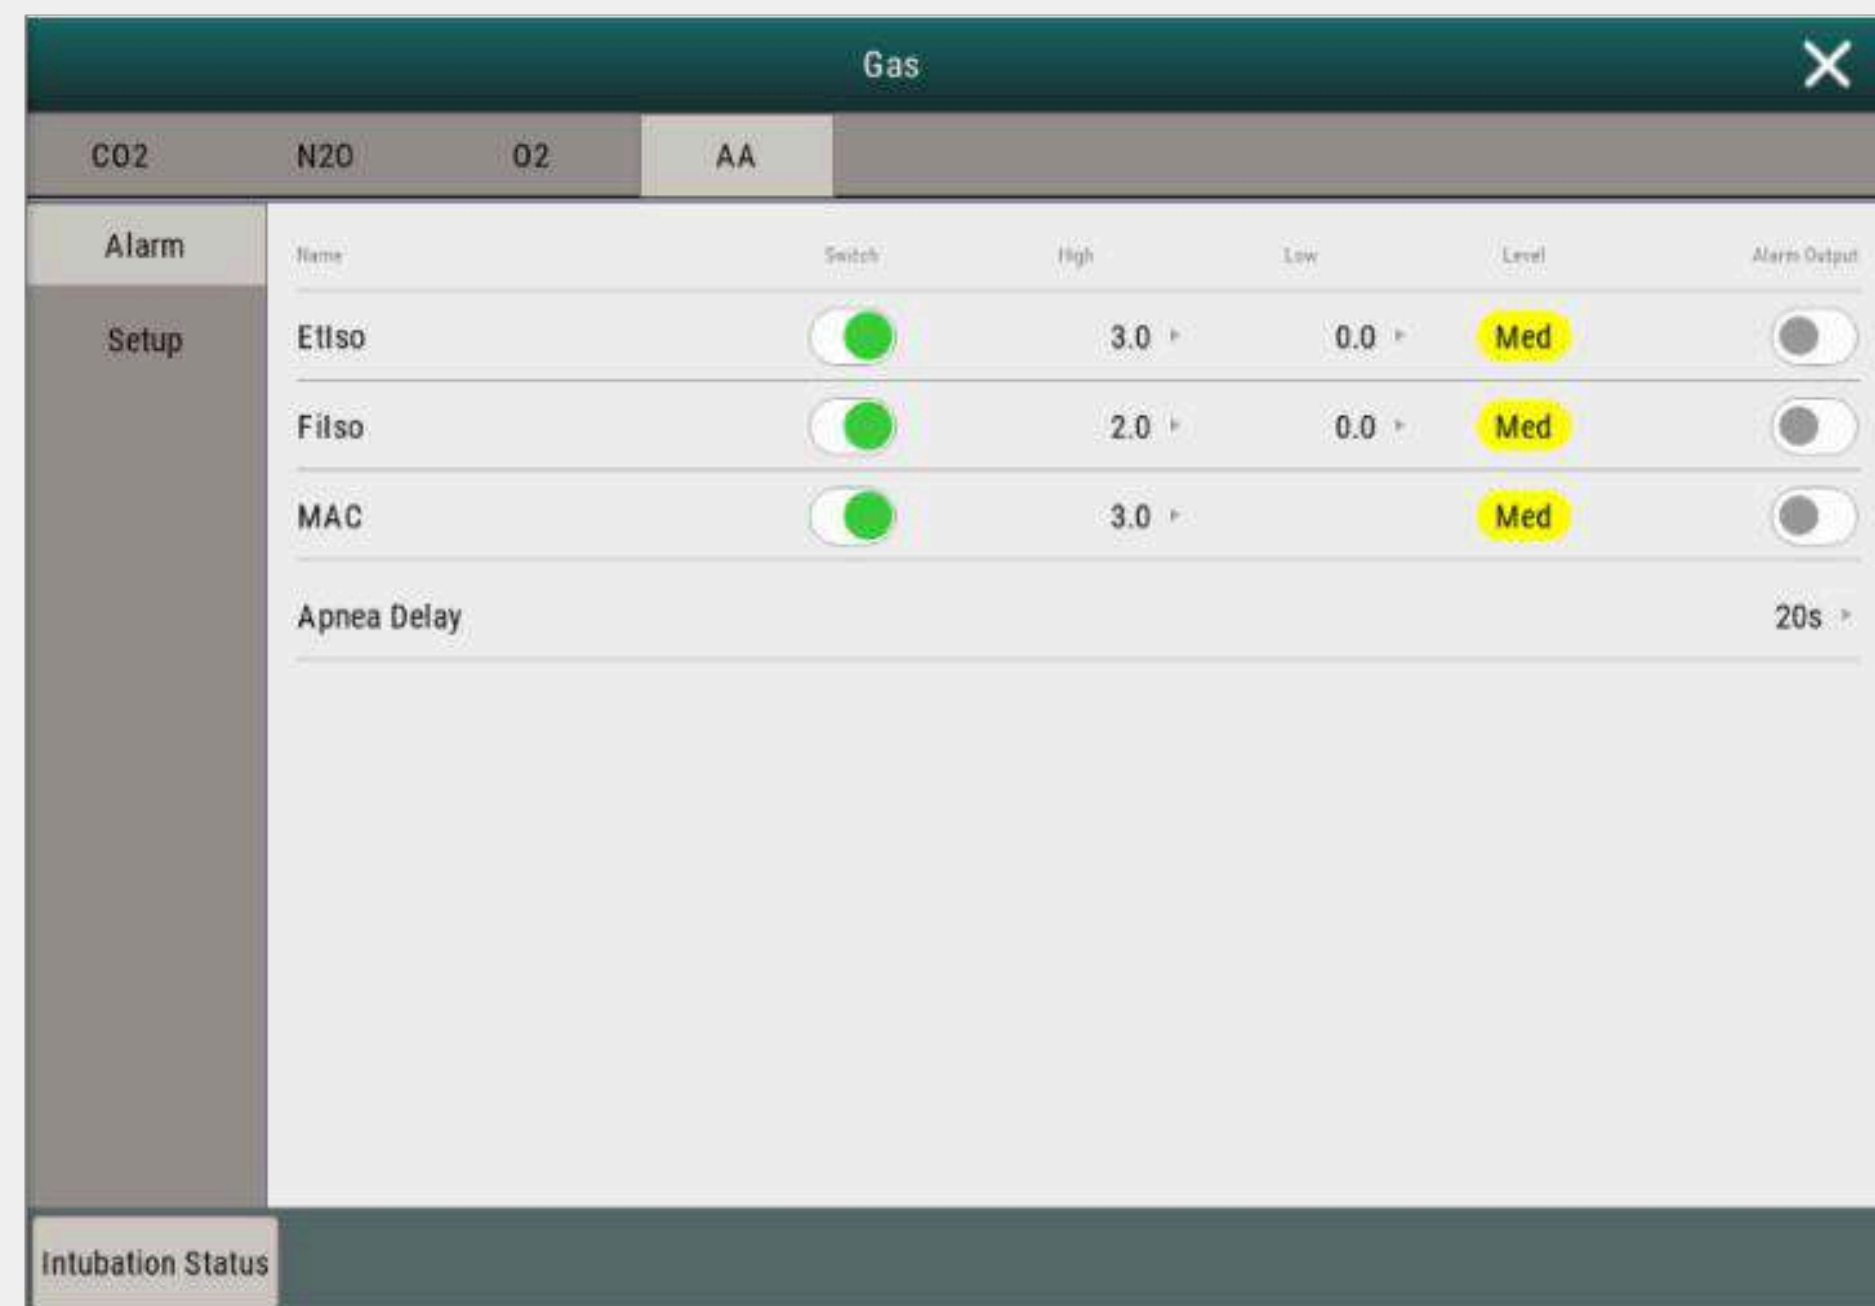 Gas
CO2 N2O O2 AA
Alarm
Setup
Name Switch High Low Level Alarm Output
EtIso 3.0 0.0 Med
FiIso 2.0 0.0 Med
MAC 3.0 Med
Apnea Delay 20s
Intubation Status